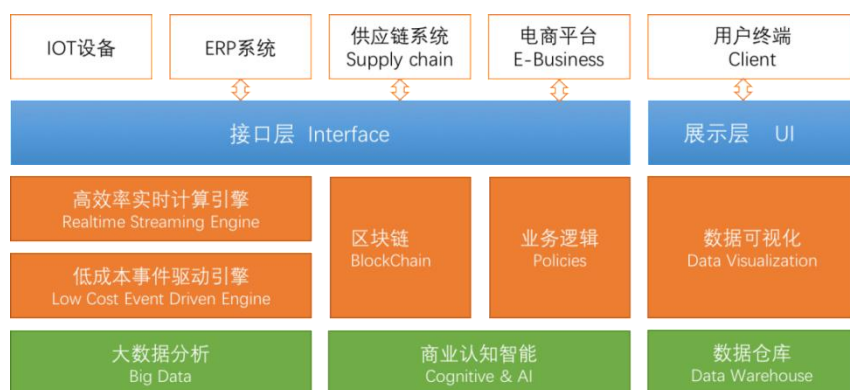 IOT设备
ERP系统
供应链系统
Supply chain
电商平台
E-Business
用户终端
Client
接口层 Interface
展示层 UI
高效率实时计算引擎
Realtime Streaming Engine
低成本事件驱动引擎
Low Cost Event Driven Engine
区块链
BlockChain
业务逻辑
Policies
数据可视化
Data Visualization
大数据分析
Big Data
商业认知智能
Cognitive & AI
数据仓库
Data Warehouse